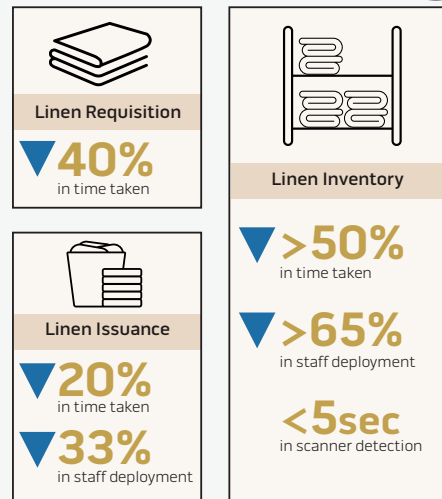 Linen Requisition
▼40%
in time taken
Linen Issuance
▼20%
in time taken
▼33%
in staff deployment
Linen Inventory
▼>50%
in time taken
▼>65%
in staff deployment
<5sec
in scanner detection